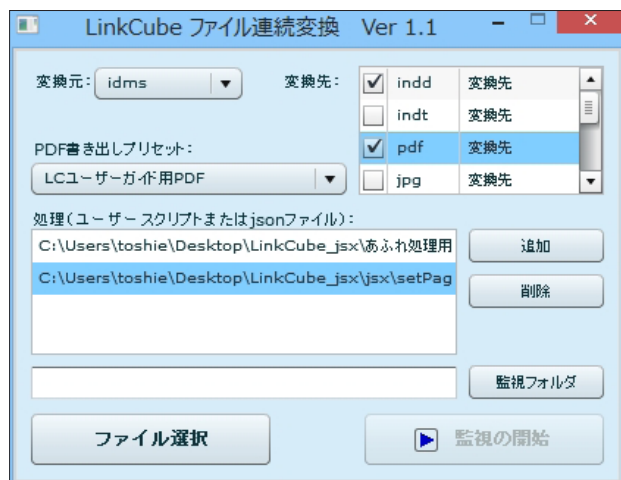 LinkCube ファイル連続変換 Ver 1.1
変換元: idms
変換先:
indd 変換先
indt 変換先
pdf 変換先
jpg 変換先
PDF書き出しプリセット:
LCユーザーガイド用PDF
処理(ユーザースクリプトまたはjsonファイル):
C:\Users\toshie\Desktop\LinkCube_jsx\あふれ処理用
C:\Users\toshie\Desktop\LinkCube_jsx\jsx\setPag
追加
削除
監視フォルダ
ファイル選択
監視の開始